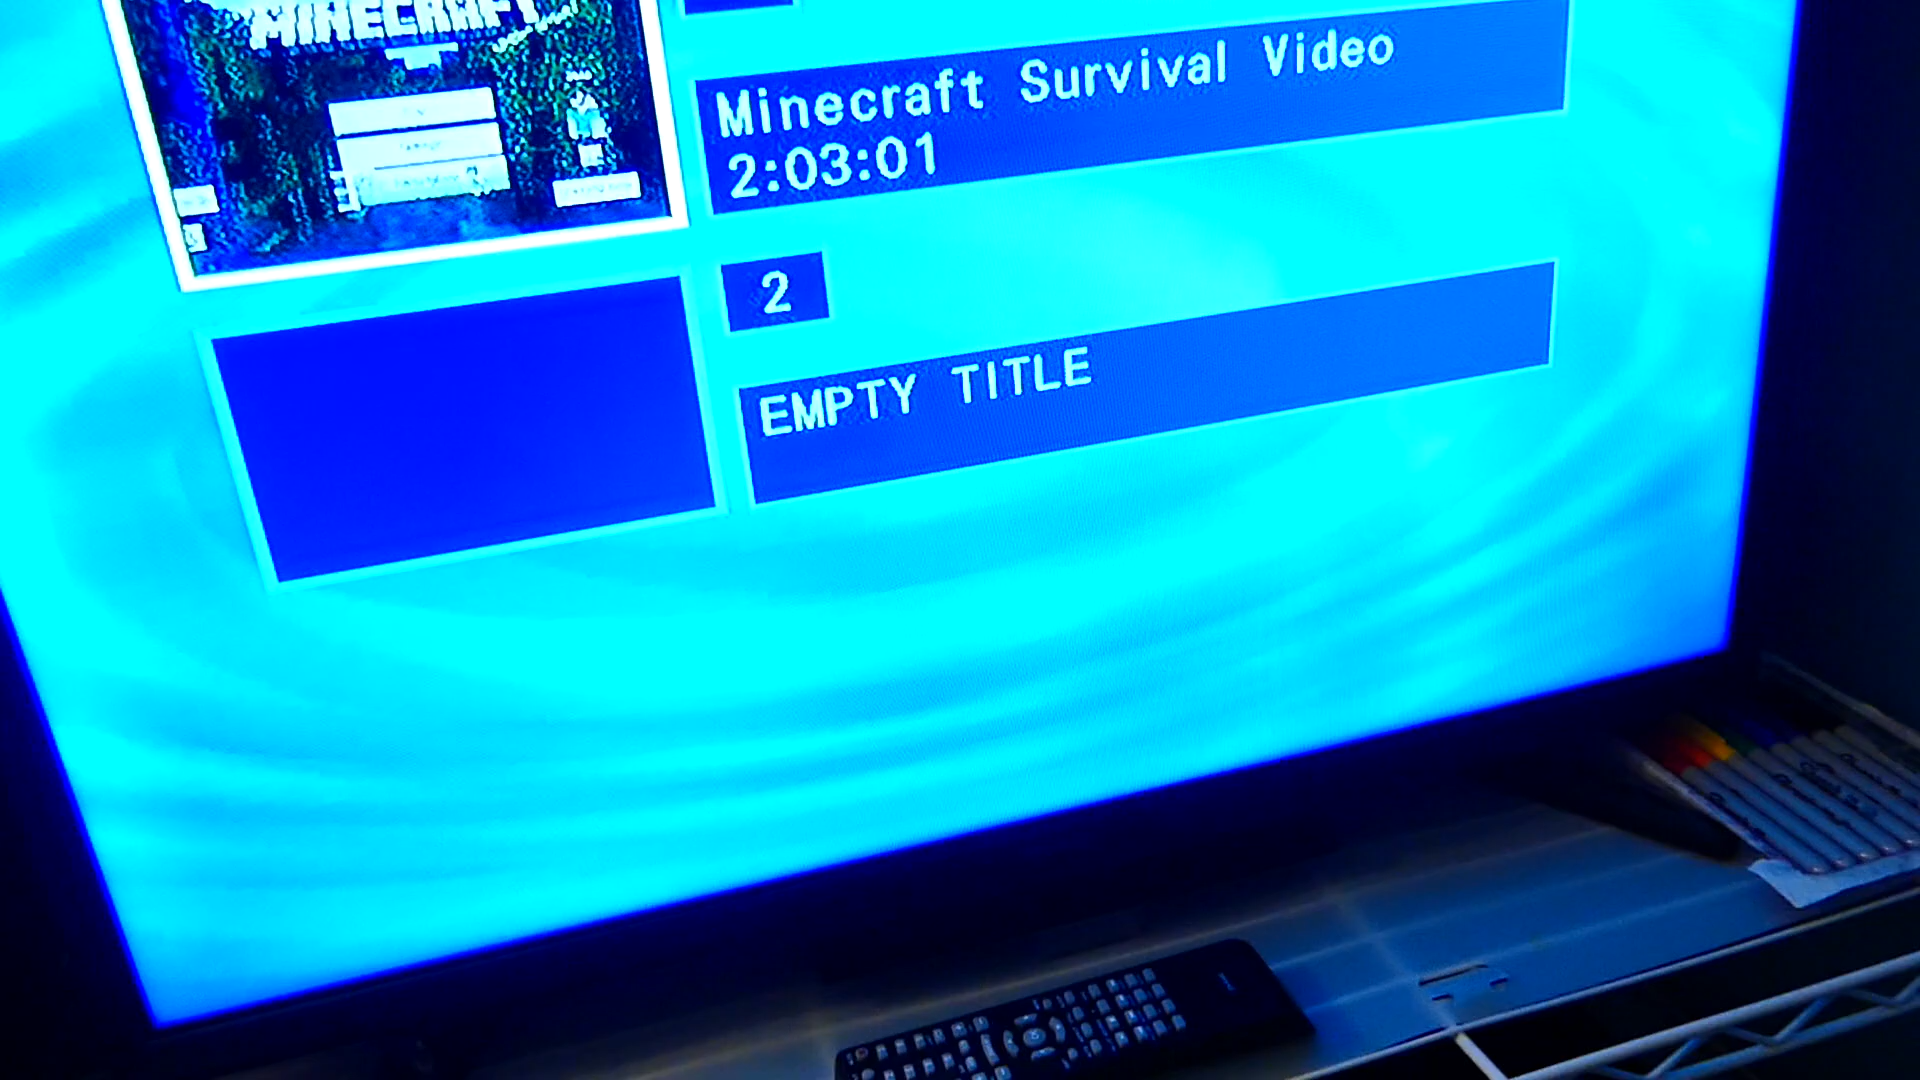 MINECRAFT
Minecraft Survival Video
2:03:01
2
EMPTY TITLE